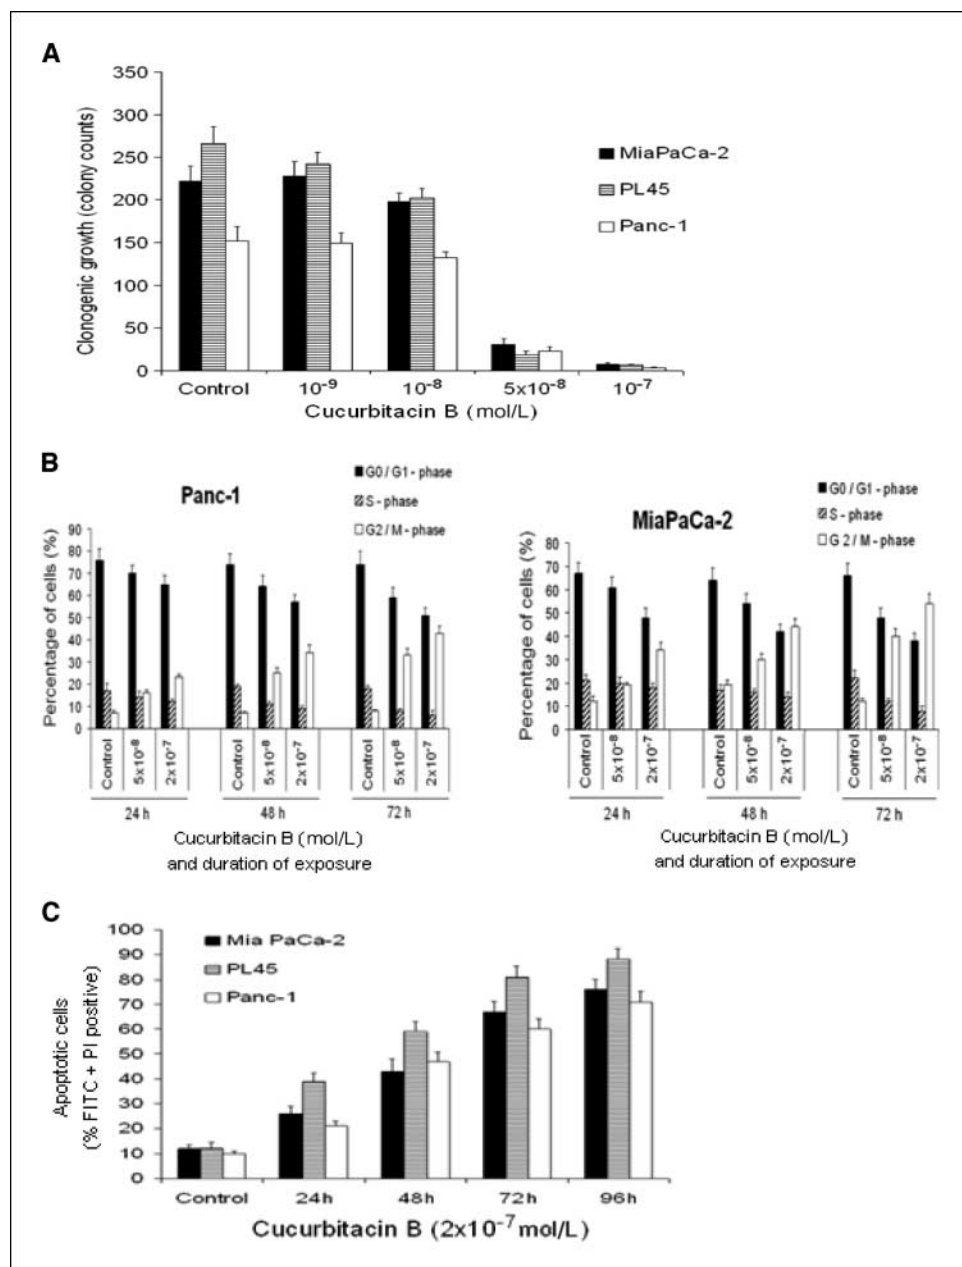 A
350
300
250
200
150
100
50
0
Clonogenic growth (colony counts)
MiaPaCa-2
PL45
Panc-1
Control 10⁻⁹ 10⁻⁸ 5x10⁻⁸ 10⁻⁷
Cucurbitacin B (mol/L)
B
Panc-1
G0 / G1 - phase
S - phase
G2 / M - phase
90
80
70
60
50
40
30
20
10
0
Percentage of cells (%)
Control 5x10⁻⁸ 2x10⁻⁷ Control 5x10⁻⁸ 2x10⁻⁷ Control 5x10⁻⁸ 2x10⁻⁷
24 h 48 h 72 h
Cucurbitacin B (mol/L)
and duration of exposure
MiaPaCa-2
G0 / G1 - phase
S - phase
G 2 / M - phase
80
70
60
50
40
30
20
10
0
Percentage of cells (%)
Control 5x10⁻⁸ 2x10⁻⁷ Control 5x10⁻⁸ 2x10⁻⁷ Control 5x10⁻⁸ 2x10⁻⁷
24 h 48 h 72 h
Cucurbitacin B (mol/L)
and duration of exposure
C
100
90
80
70
60
50
40
30
20
10
0
Apoptotic cells
(% FITC + PI positive)
Mia PaCa-2
PL45
Panc-1
Control 24h 48h 72h 96h
Cucurbitacin B (2x10⁻⁷mol/L)